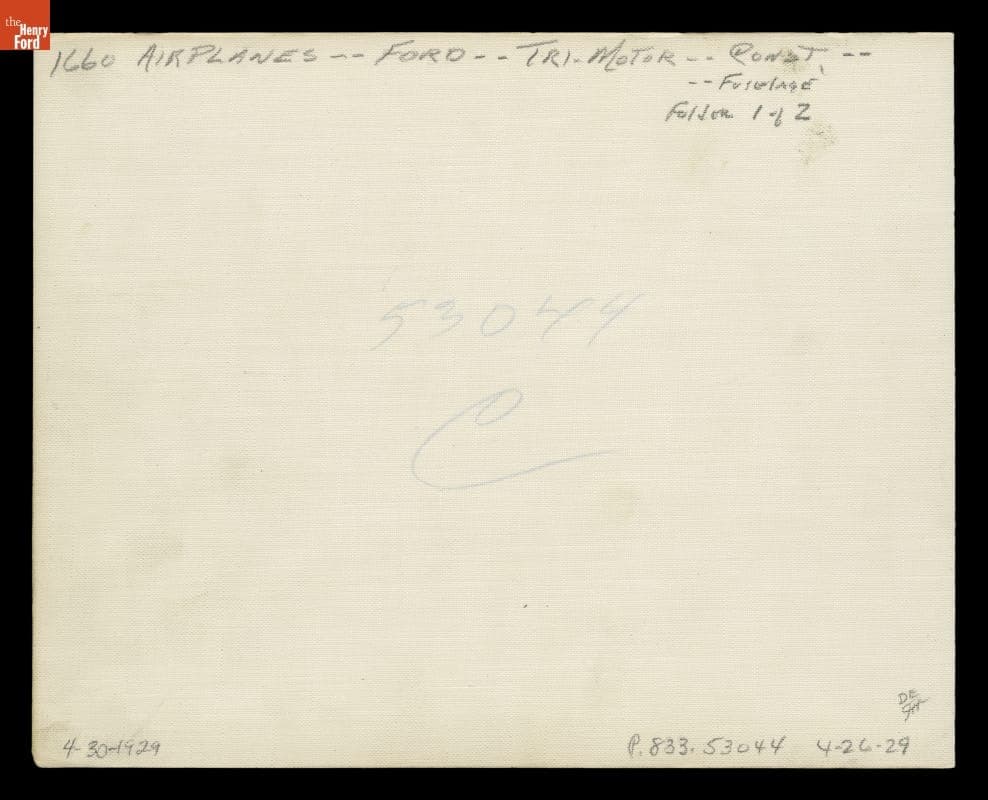 the
Henry
Ford
1660 AIRPLANES -- FORD -- TRI-MOTOR -- CONST. --
-- Fuselage
Folder 1 of 2
53044
C
DE
4-30-1929
P.833.53044 4-26-29